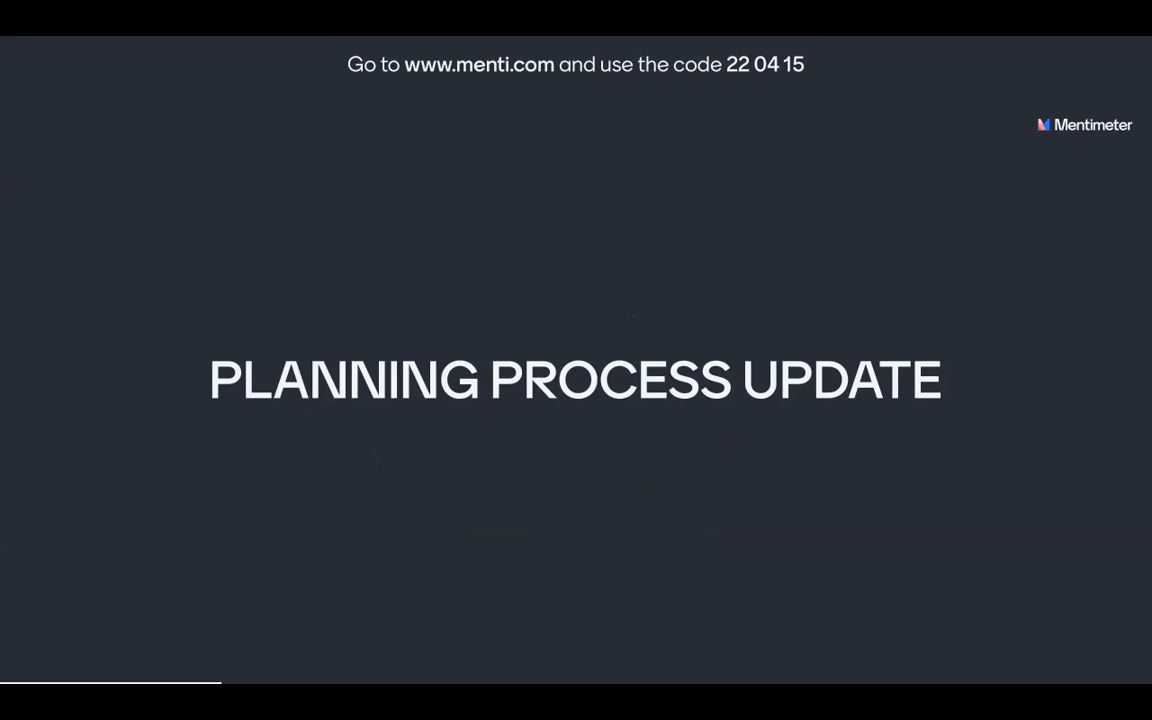 Go to www.menti.com and use the code 22 04 15
Mentimeter
PLANNING PROCESS UPDATE